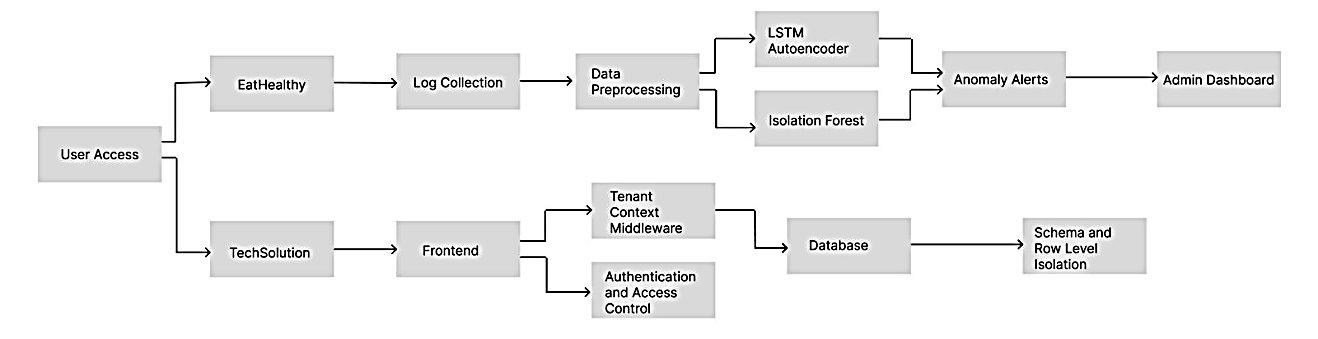 User Access
EatHealthy
Log Collection
Data
Preprocessing
LSTM
Autoencoder
Isolation Forest
Anomaly Alerts
Admin Dashboard
TechSolution
Frontend
Tenant
Context
Middleware
Authentication
and Access
Control
Database
Schema and
Row Level
Isolation